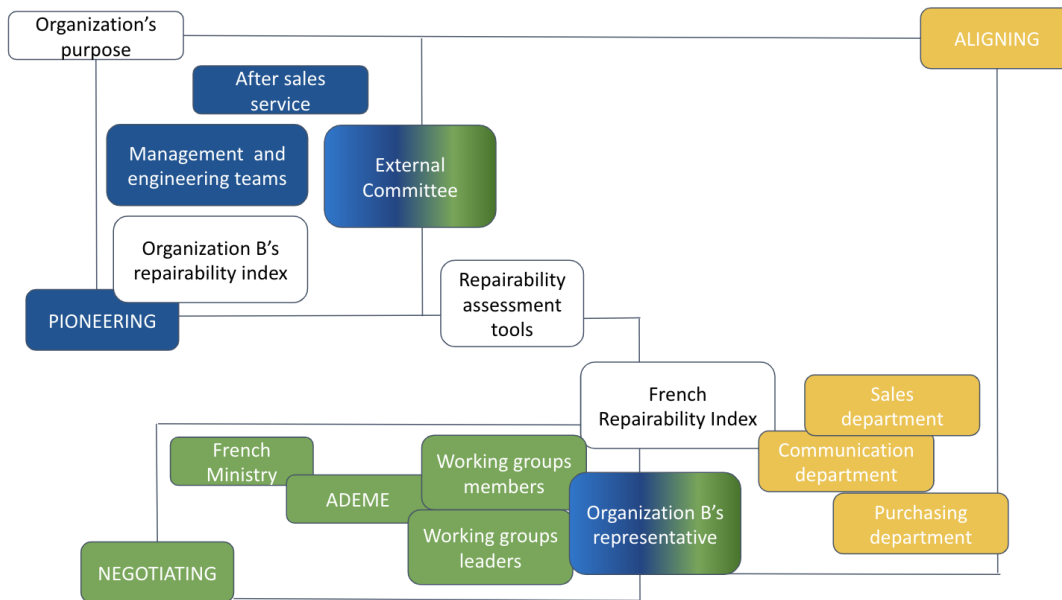 Organization's
purpose
ALIGNING
After sales
service
Management and
engineering teams
External
Committee
Organization B's
repairability index
Repairability
assessment
tools
PIONEERING
French
Repairability Index
Sales
department
Communication
department
Purchasing
department
French
Ministry
ADEME
Working groups
members
Working groups
leaders
Organization B's
representative
NEGOTIATING